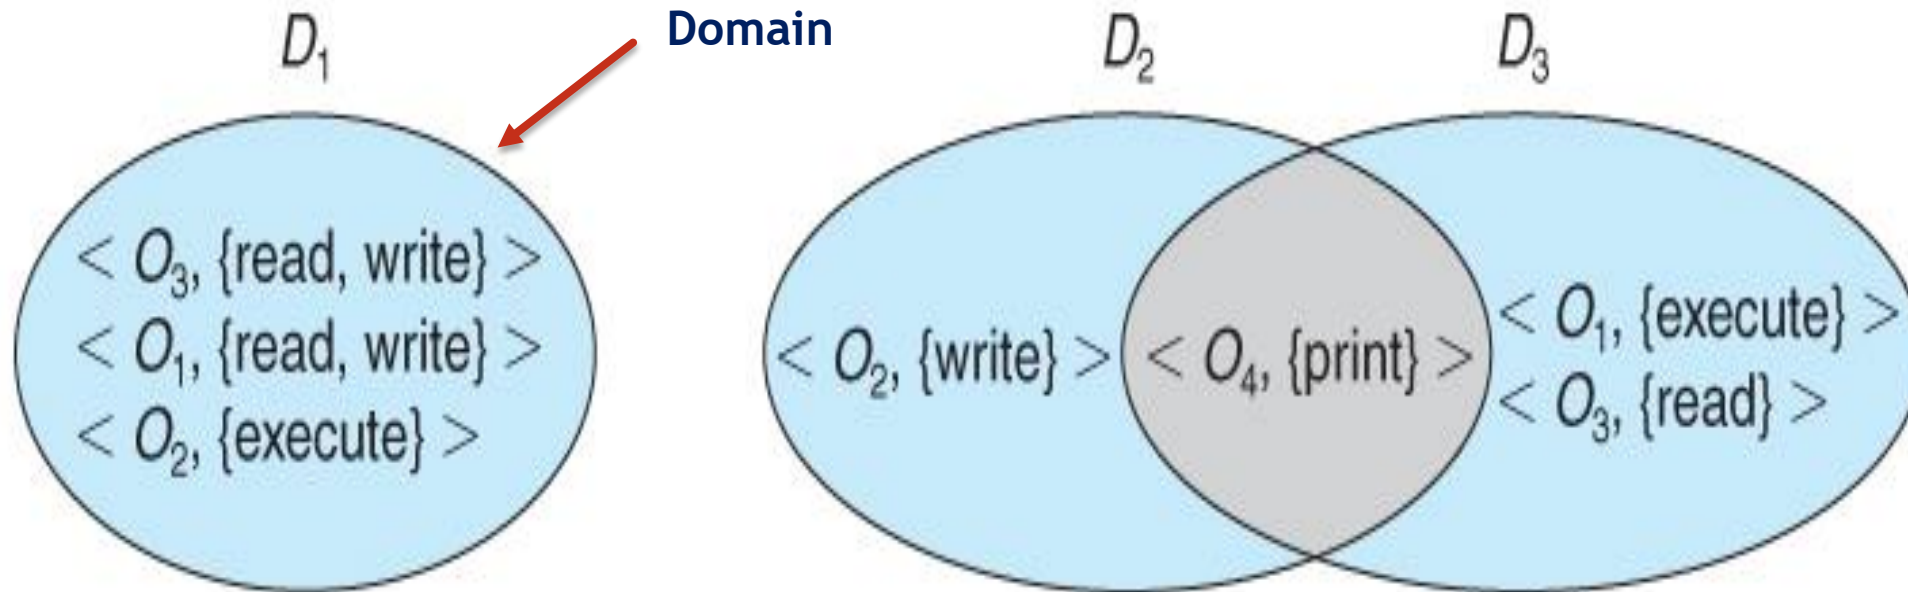 D₁
Domain
D₂
D₃
< O₃, {read, write} >
< O₁, {read, write} >
< O₂, {execute} >
< O₂, {write} >
< O₄, {print} >
< O₁, {execute} >
< O₃, {read} >